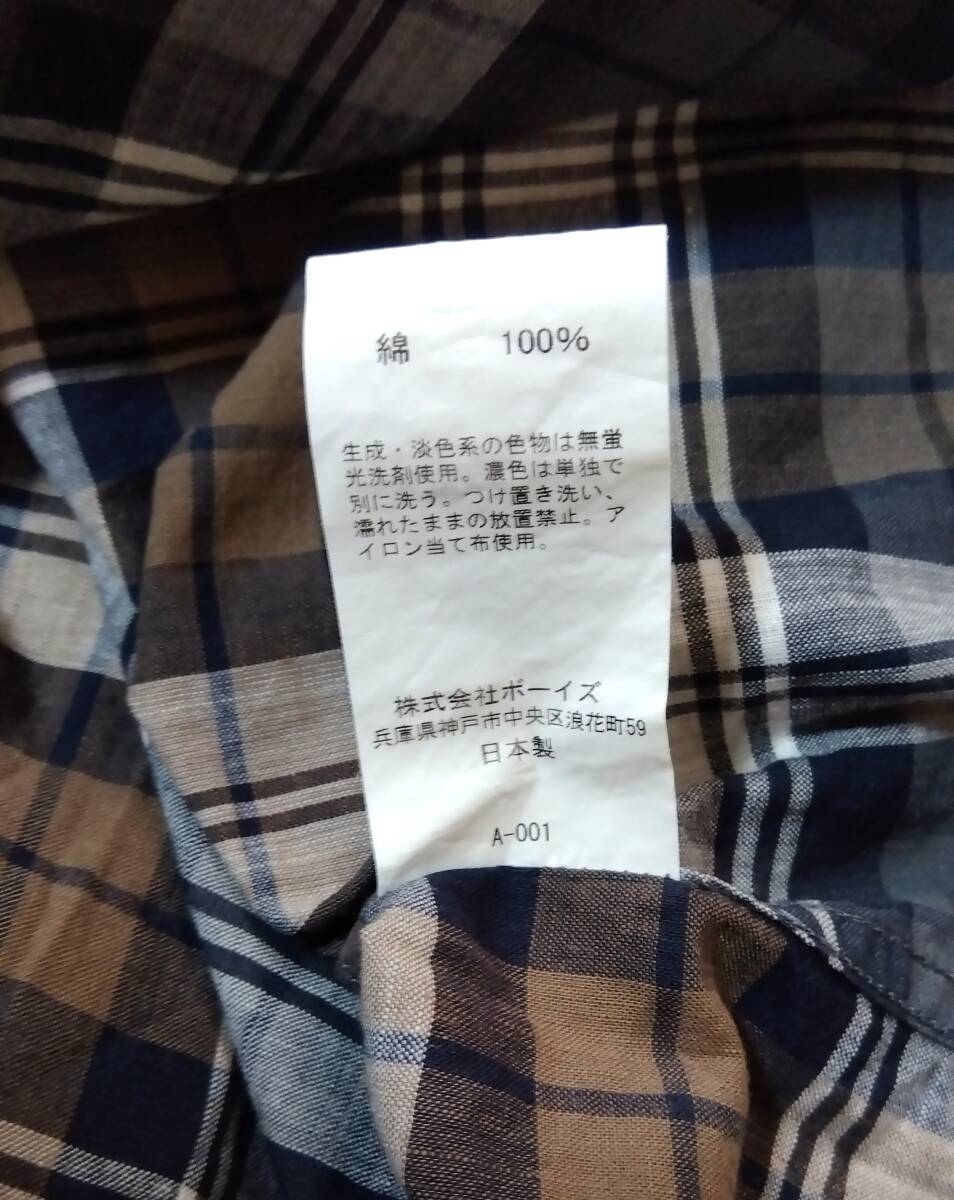 綿 100%
生成・淡色系の色物は無蛍
光洗剤使用。濃色は単独で
別に洗う。つけ置き洗い、
濡れたままの放置禁止。ア
イロン当て布使用。
株式会社ボーイズ
兵庫県神戸市中央区浪花町59
日本製
A-001